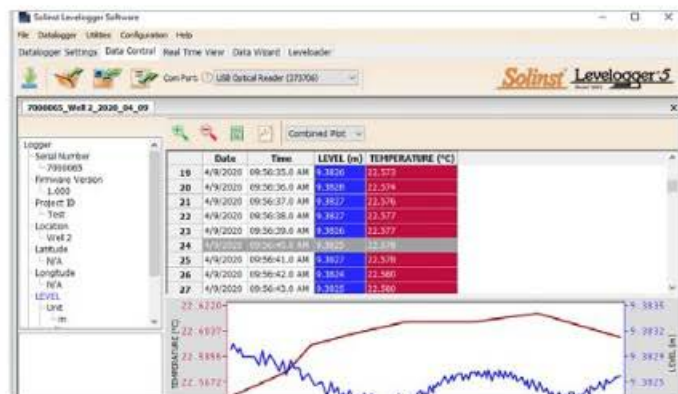 Solinst Levelogger Software
File Datalogger Utilities Configuration Help
Datalogger Settings Data Control Real Time View Data Wizard Leveloader
Com Port: USB Optical Reader (373706)
Solinst Levelogger 5
7000065_Well 2_2020_04_09
Combined Plot
Logger
Serial Number
7000065
Firmware Version
1.000
Project ID
Test
Location
Well 2
Latitude
N/A
Longitude
N/A
LEVEL
Unit
m
Date Time LEVEL (m) TEMPERATURE (°C)
19 4/9/2020 09:56:35.0 AM 9.3826 22.573
20 4/9/2020 09:56:36.0 AM 9.3828 22.574
21 4/9/2020 09:56:37.0 AM 9.3827 22.576
22 4/9/2020 09:56:38.0 AM 9.3827 22.577
23 4/9/2020 09:56:39.0 AM 9.3826 22.577
24 4/9/2020 9.3825 22.578
25 4/9/2020 09:56:41.0 AM 9.3827 22.578
26 4/9/2020 09:56:42.0 AM 9.3824 22.580
27 4/9/2020 09:56:43.0 AM 9.3825 22.580
TEMPERATURE (°C)
22.6220
22.6037
22.5672
9.3835
9.3832
9.3829
9.3825
LEVEL (m)